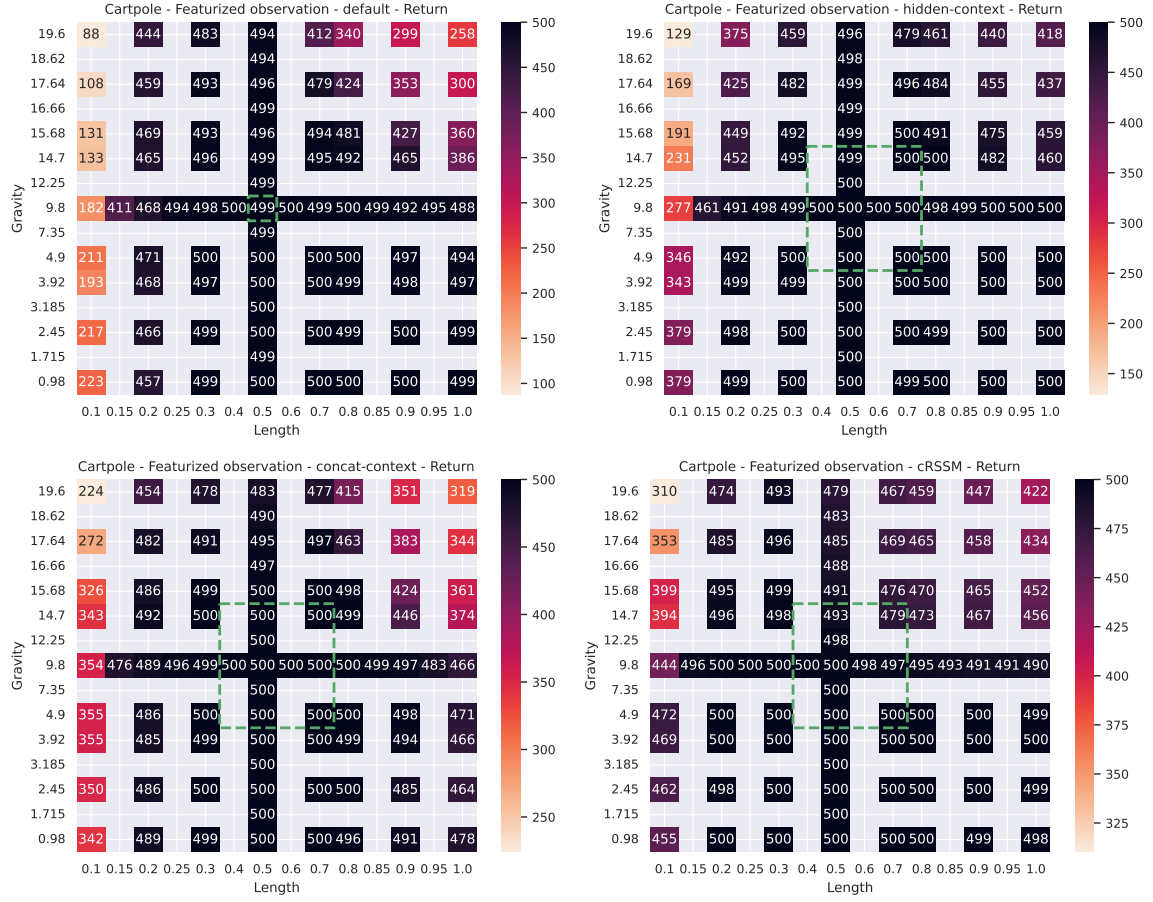 Cartpole - Featurized observation - default - Return
19.6 88 444 483 494 412 340 299 258
18.62 494
17.64 108 459 493 496 479 424 353 300
16.66 499
15.68 131 469 493 496 494 481 427 360
14.7 133 465 496 499 495 492 465 386
12.25 499
9.8 182 411 468 494 498 500 499 500 499 500 499 492 495 488
7.35 499
4.9 211 471 500 500 500 500 497 494
3.92 193 468 497 500 500 499 498 497
3.185 500
2.45 217 466 499 500 500 499 500 499
1.715 499
0.98 223 457 499 500 500 500 500 499
0.1 0.15 0.2 0.25 0.3 0.4 0.5 0.6 0.7 0.8 0.85 0.9 0.95 1.0
Length
Gravity
500
450
400
350
300
250
200
150
100
Cartpole - Featurized observation - hidden-context - Return
19.6 129 375 459 496 479 461 440 418
18.62 498
17.64 169 425 482 499 496 484 455 437
16.66 499
15.68 191 449 492 499 500 491 475 459
14.7 231 452 495 499 500 500 482 460
12.25 500
9.8 277 461 491 498 499 500 500 500 500 498 499 500 500 500
7.35 500
4.9 346 492 500 500 500 500 500 500
3.92 343 499 499 500 500 500 500 500
3.185 500
2.45 379 498 500 500 500 499 500 500
1.715 500
0.98 379 499 500 500 499 500 500 500
0.1 0.15 0.2 0.25 0.3 0.4 0.5 0.6 0.7 0.8 0.85 0.9 0.95 1.0
Length
Gravity
500
450
400
350
300
250
200
150
Cartpole - Featurized observation - concat-context - Return
19.6 224 454 478 483 477 415 351 319
18.62 490
17.64 272 482 491 495 497 463 383 344
16.66 497
15.68 326 486 499 500 500 498 424 361
14.7 343 492 500 500 500 499 446 374
12.25 500
9.8 354 476 489 496 499 500 500 500 500 500 499 497 483 466
7.35 500
4.9 355 486 500 500 500 500 498 471
3.92 355 485 499 500 500 499 494 466
3.185 500
2.45 350 486 500 500 500 500 485 464
1.715 500
0.98 342 489 499 500 500 496 491 478
0.1 0.15 0.2 0.25 0.3 0.4 0.5 0.6 0.7 0.8 0.85 0.9 0.95 1.0
Length
Gravity
500
450
400
350
300
250
Cartpole - Featurized observation - cRSSM - Return
19.6 310 474 493 479 467 459 447 422
18.62 483
17.64 353 485 496 485 469 465 458 434
16.66 488
15.68 399 495 499 491 476 470 465 452
14.7 394 496 498 493 479 473 467 456
12.25 498
9.8 444 496 500 500 500 500 500 498 497 495 493 491 491 490
7.35 500
4.9 472 500 500 500 500 500 500 499
3.92 469 500 500 500 500 500 500 500
3.185 500
2.45 462 498 500 500 500 500 500 499
1.715 500
0.98 455 500 500 500 500 500 499 498
0.1 0.15 0.2 0.25 0.3 0.4 0.5 0.6 0.7 0.8 0.85 0.9 0.95 1.0
Length
Gravity
500
475
450
425
400
375
350
325